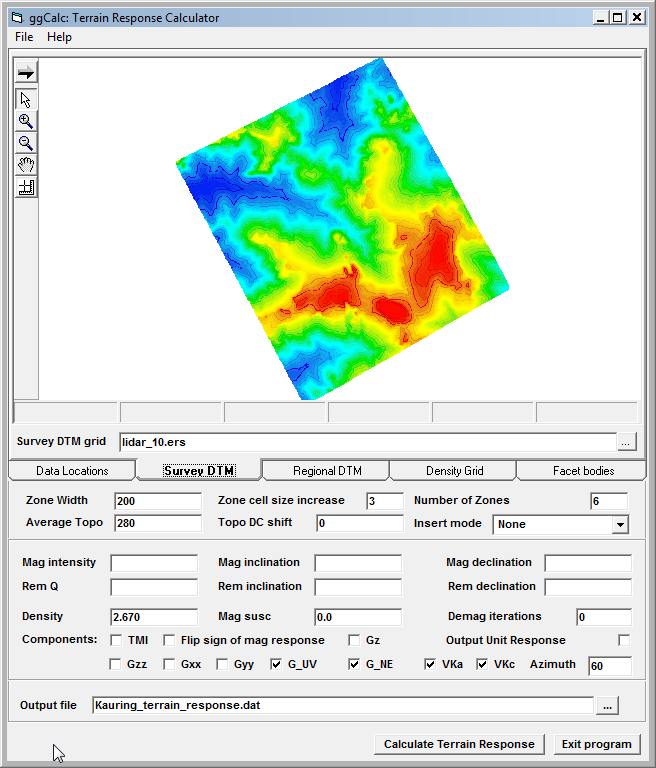 ggCalc: Terrain Response Calculator
File Help
Survey DTM grid lidar_10.ers ...
Data Locations Survey DTM Regional DTM Density Grid Facet bodies
Zone Width 200 Zone cell size increase 3 Number of Zones 6
Average Topo 280 Topo DC shift 0 Insert mode None
Mag intensity Mag inclination Mag declination
Rem Q Rem inclination Rem declination
Density 2.670 Mag susc 0.0 Demag iterations 0
Components: TMI Flip sign of mag response Gz Output Unit Response
Gzz Gxx Gyy G_UV G_NE VKa VKc Azimuth 60
Output file Kauring_terrain_response.dat ...
Calculate Terrain Response Exit program